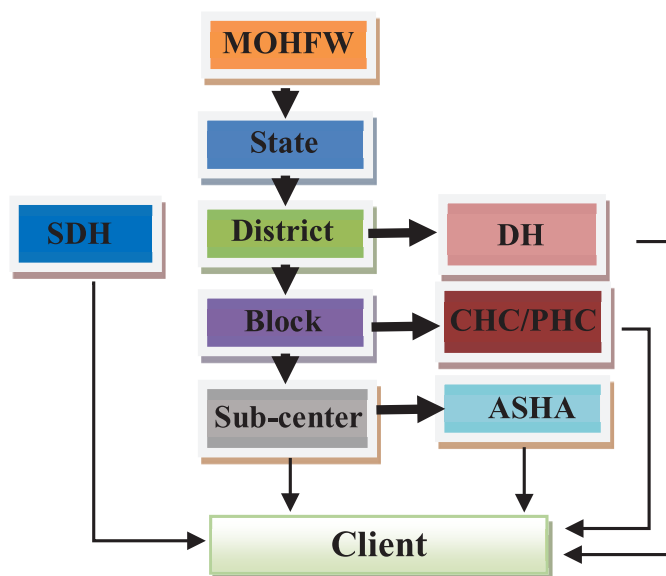 MOHFW
State
SDH
District
DH
Block
CHC/PHC
Sub-center
ASHA
Client